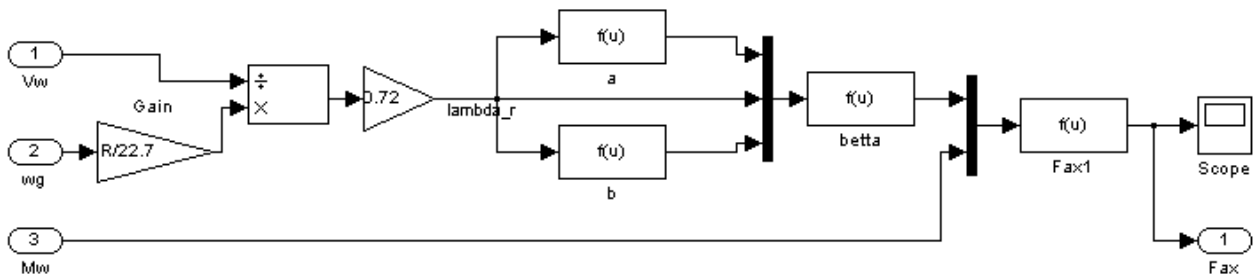 1
Vw
Gain
÷
×
0.72
lambda_r
f(u)
a
f(u)
b
f(u)
betta
f(u)
Fax1
Scope
2
wg
R/22.7
3
Mw
1
Fax